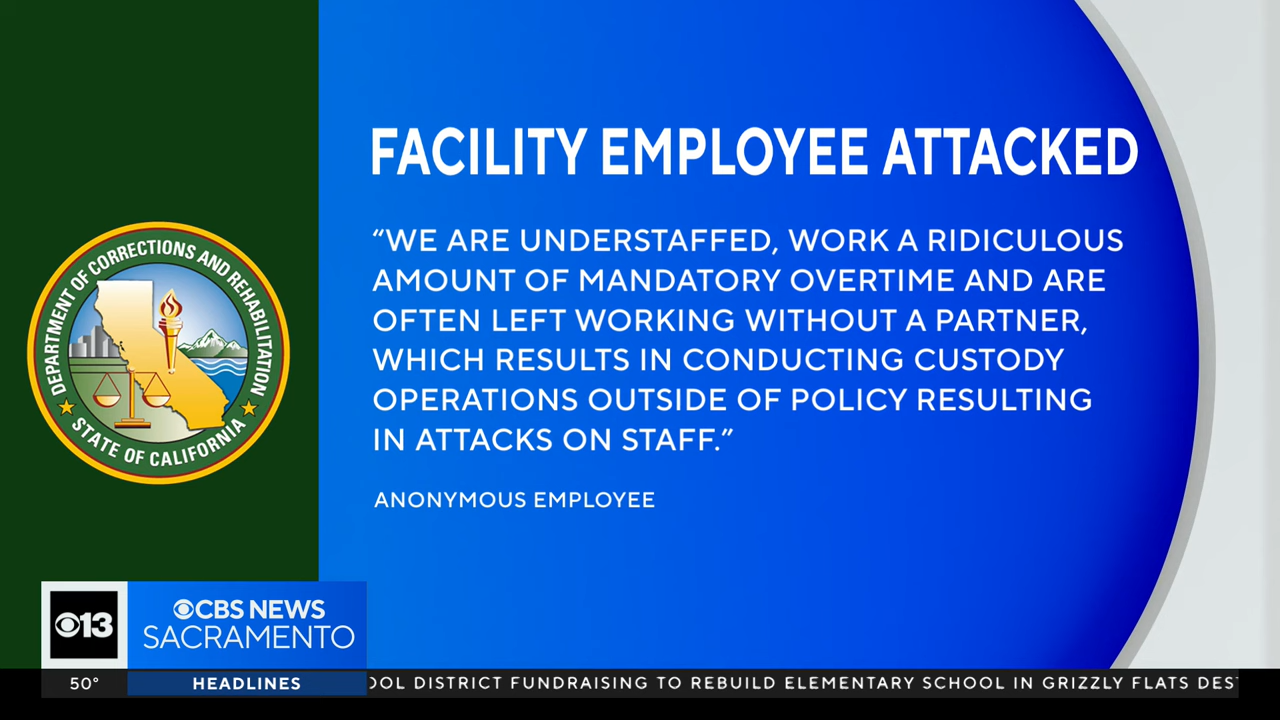 FACILITY EMPLOYEE ATTACKED
“WE ARE UNDERSTAFFED, WORK A RIDICULOUS
AMOUNT OF MANDATORY OVERTIME AND ARE
OFTEN LEFT WORKING WITHOUT A PARTNER,
WHICH RESULTS IN CONDUCTING CUSTODY
OPERATIONS OUTSIDE OF POLICY RESULTING
IN ATTACKS ON STAFF.”
ANONYMOUS EMPLOYEE
DEPARTMENT OF CORRECTIONS AND REHABILITATION
STATE OF CALIFORNIA
13
CBS NEWS
SACRAMENTO
50°
HEADLINES
OOL DISTRICT FUNDRAISING TO REBUILD ELEMENTARY SCHOOL IN GRIZZLY FLATS DES